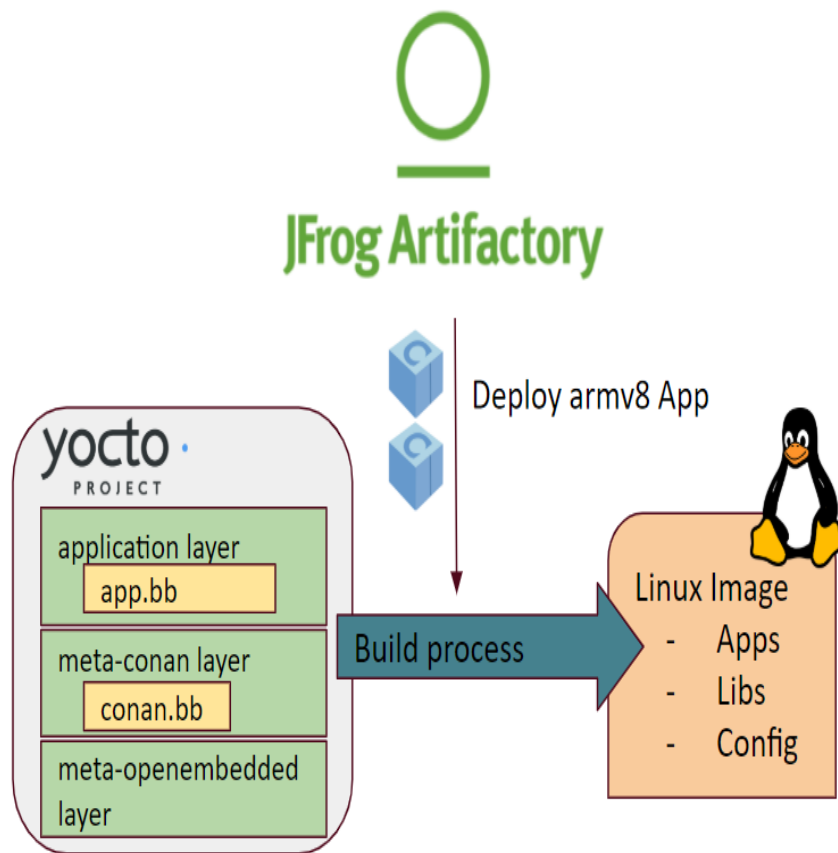 JFrog Artifactory
Deploy armv8 App
yocto
PROJECT
application layer
app.bb
meta-conan layer
conan.bb
meta-openembedded
layer
Build process
Linux Image
- Apps
- Libs
- Config